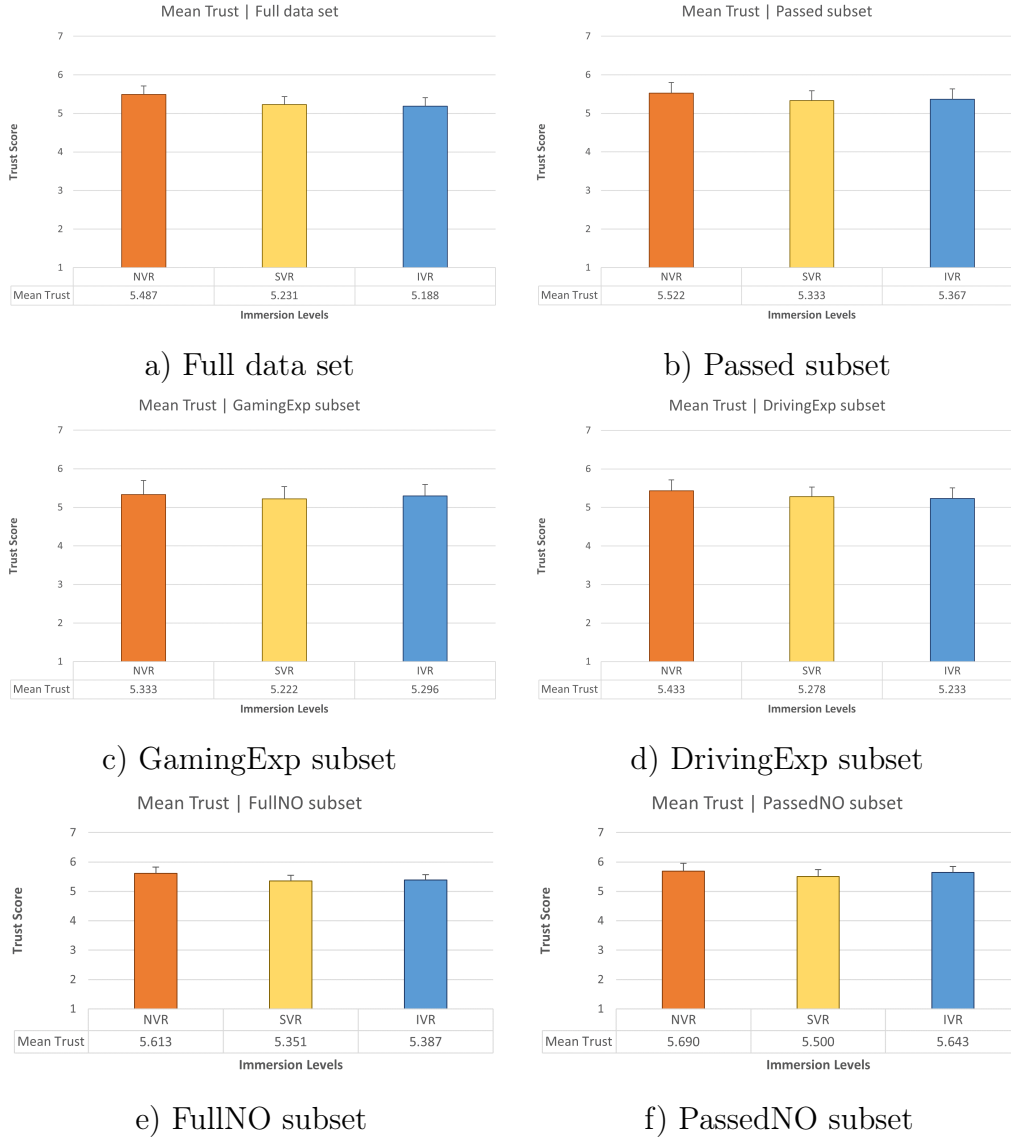 Mean Trust | Full data set
7
6
5
4
3
2
1
Trust Score
NVR SVR IVR
Mean Trust 5.487 5.231 5.188
Immersion Levels
a) Full data set
Mean Trust | Passed subset
7
6
5
4
3
2
1
Trust Score
NVR SVR IVR
Mean Trust 5.522 5.333 5.367
Immersion Levels
b) Passed subset
Mean Trust | GamingExp subset
7
6
5
4
3
2
1
Trust Score
NVR SVR IVR
Mean Trust 5.333 5.222 5.296
Immersion Levels
c) GamingExp subset
Mean Trust | DrivingExp subset
7
6
5
4
3
2
1
Trust Score
NVR SVR IVR
Mean Trust 5.433 5.278 5.233
Immersion Levels
d) DrivingExp subset
Mean Trust | FullNO subset
7
6
5
4
3
2
1
Trust Score
NVR SVR IVR
Mean Trust 5.613 5.351 5.387
Immersion Levels
e) FullNO subset
Mean Trust | PassedNO subset
7
6
5
4
3
2
1
Trust Score
NVR SVR IVR
Mean Trust 5.690 5.500 5.643
Immersion Levels
f) PassedNO subset